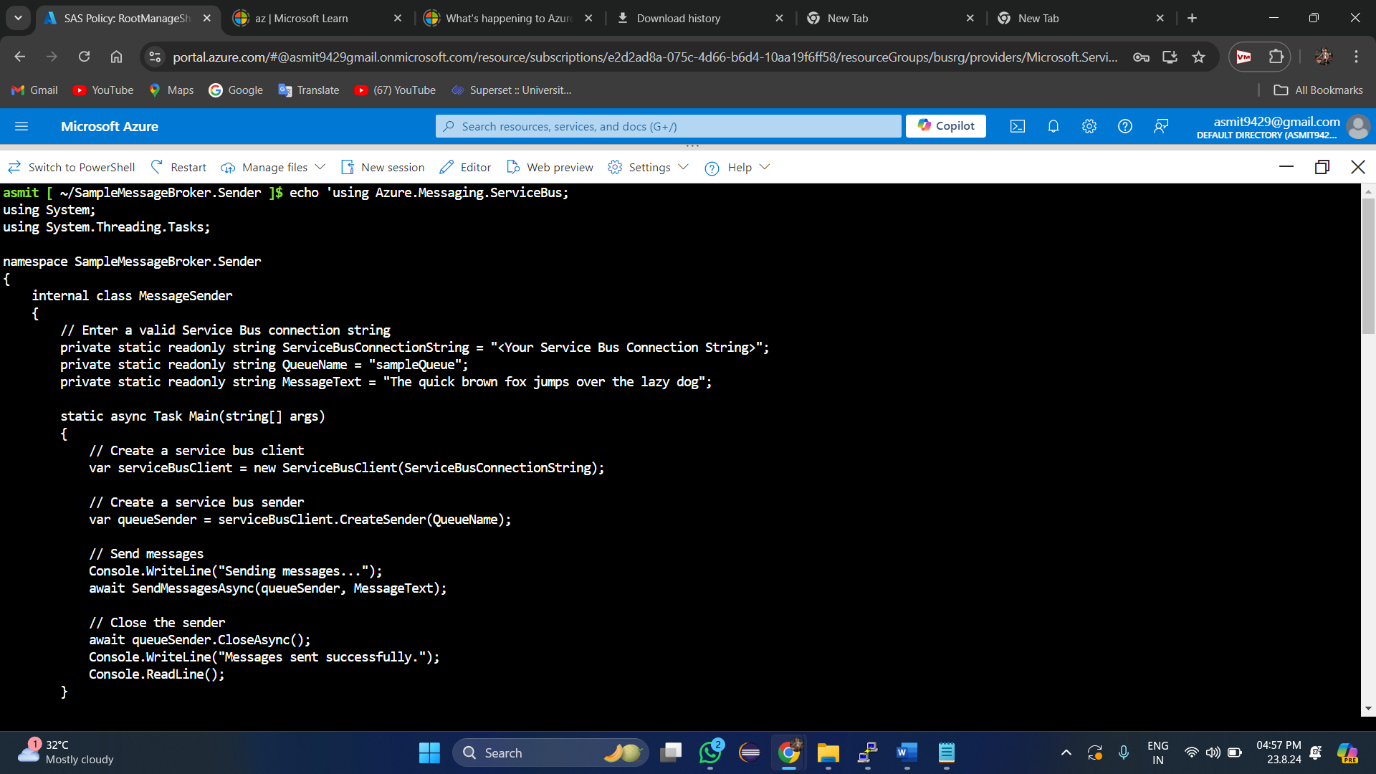 SAS Policy: RootManageSh
az | Microsoft Learn
What's happening to Azur
Download history
New Tab
New Tab
portal.azure.com/#@asmit9429gmail.onmicrosoft.com/resource/subscriptions/e2d2ad8a-075c-4d66-b6d4-10aa19f6ff58/resourceGroups/busrg/providers/Microsoft.Servi...
Gmail
YouTube
Maps
Google
Translate
(67) YouTube
Superset :: Universit...
All Bookmarks
Microsoft Azure
Search resources, services, and docs (G+/)
Copilot
asmit9429@gmail.com
DEFAULT DIRECTORY (ASMIT942...
Switch to PowerShell
Restart
Manage files
New session
Editor
Web preview
Settings
Help
asmit [ ~/SampleMessageBroker.Sender ]$ echo 'using Azure.Messaging.ServiceBus;
using System;
using System.Threading.Tasks;
namespace SampleMessageBroker.Sender
{
internal class MessageSender
{
// Enter a valid Service Bus connection string
private static readonly string ServiceBusConnectionString = "<Your Service Bus Connection String>";
private static readonly string QueueName = "sampleQueue";
private static readonly string MessageText = "The quick brown fox jumps over the lazy dog";
static async Task Main(string[] args)
{
// Create a service bus client
var serviceBusClient = new ServiceBusClient(ServiceBusConnectionString);
// Create a service bus sender
var queueSender = serviceBusClient.CreateSender(QueueName);
// Send messages
Console.WriteLine("Sending messages...");
await SendMessagesAsync(queueSender, MessageText);
// Close the sender
await queueSender.CloseAsync();
Console.WriteLine("Messages sent successfully.");
Console.ReadLine();
}
1
32°C
Mostly cloudy
Search
2
ENG
IN
04:57 PM
23.8.24
PRE